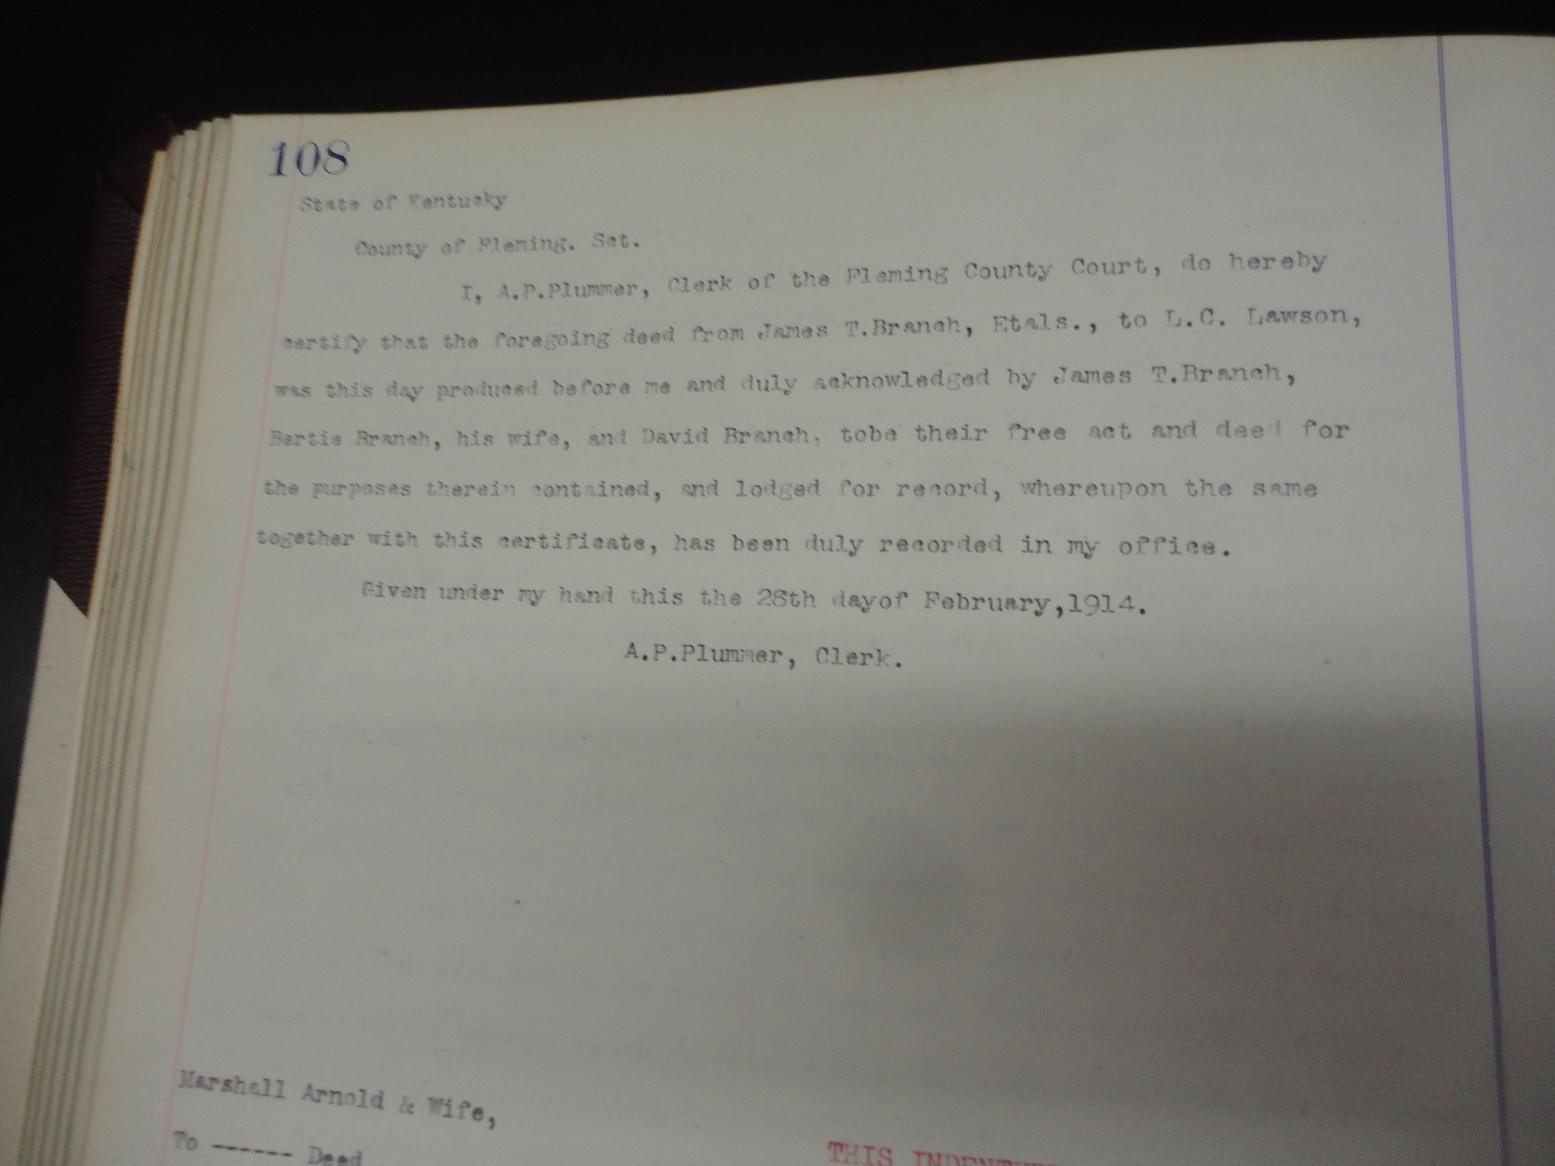 108
State of Kentucky
County of Fleming. Sct.
I, A.P.Plummer, Clerk of the Fleming County Court, do hereby
certify that the foregoing deed from James T.Branch, Etals., to L.C. Lawson,
was this day produced before me and duly acknowledged by James T.Branch,
Bertie Branch, his wife, and David Branch, tobe their free act and deed for
the purposes therein contained, and lodged for record, whereupon the same
together with this certificate, has been duly recorded in my office.
Given under my hand this the 28th dayof February,1914.
A.P.Plummer, Clerk.
Marshall Arnold & Wife,
To ------ Deed
THIS